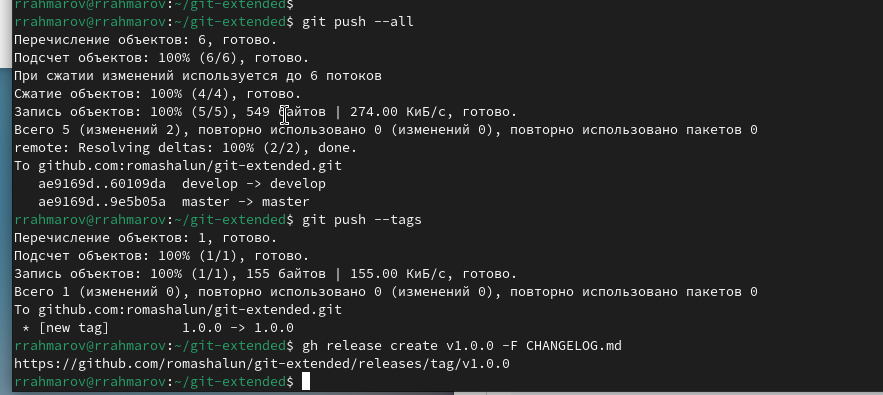 rrahmarov@rrahmarov:~/git-extended$
rrahmarov@rrahmarov:~/git-extended$ git push --all
Перечисление объектов: 6, готово.
Подсчет объектов: 100% (6/6), готово.
При сжатии изменений используется до 6 потоков
Сжатие объектов: 100% (4/4), готово.
Запись объектов: 100% (5/5), 549 байтов | 274.00 КиБ/с, готово.
Всего 5 (изменений 2), повторно использовано 0 (изменений 0), повторно использовано пакетов 0
remote: Resolving deltas: 100% (2/2), done.
To github.com:romashalun/git-extended.git
   ae9169d..60109da  develop -> develop
   ae9169d..9e5b05a  master -> master
rrahmarov@rrahmarov:~/git-extended$ git push --tags
Перечисление объектов: 1, готово.
Подсчет объектов: 100% (1/1), готово.
Запись объектов: 100% (1/1), 155 байтов | 155.00 КиБ/с, готово.
Всего 1 (изменений 0), повторно использовано 0 (изменений 0), повторно использовано пакетов 0
To github.com:romashalun/git-extended.git
 * [new tag]         1.0.0 -> 1.0.0
rrahmarov@rrahmarov:~/git-extended$ gh release create v1.0.0 -F CHANGELOG.md
https://github.com/romashalun/git-extended/releases/tag/v1.0.0
rrahmarov@rrahmarov:~/git-extended$